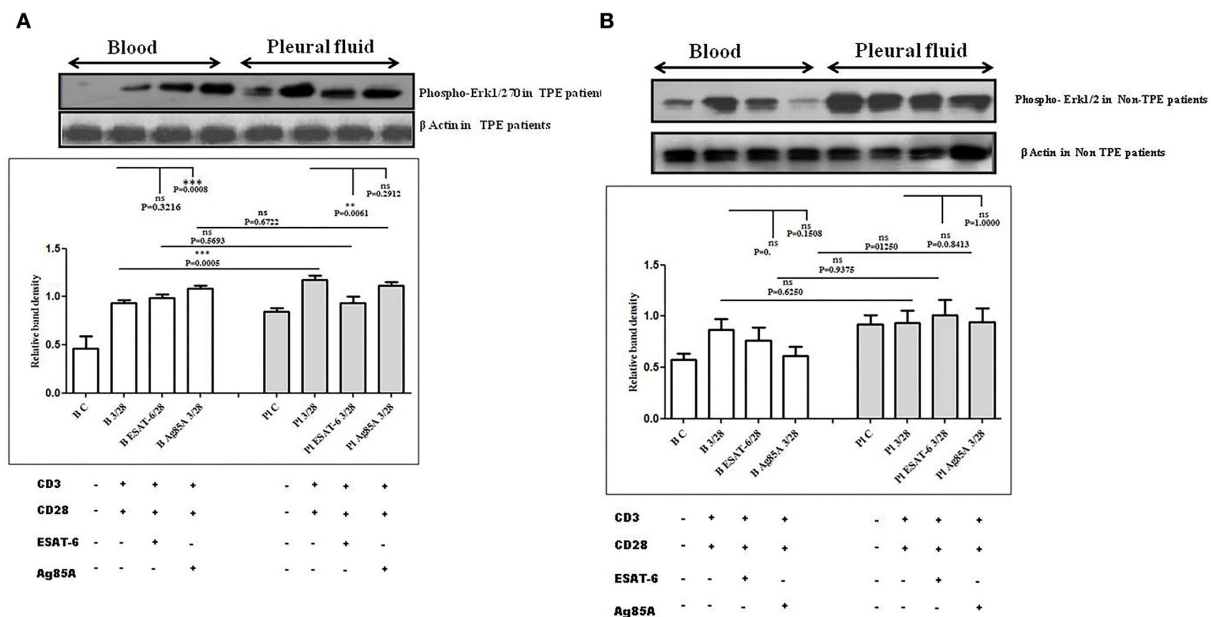 A
Blood
Pleural fluid
Phospho-Erk1/270 in TPE patient
β Actin in TPE patients
***
P=0.0008
ns
P=0.3216
ns
P=0.2912
**
P=0.0061
ns
P=0.6722
ns
P=0.5693
***
P=0.0005
Relative band density
1.5
1.0
0.5
0.0
B C
B 3/28
B ESAT-6/28
B Ag85A 3/28
Pl C
Pl 3/28
Pl ESAT-6 3/28
Pl Ag85A 3/28
CD3 - + + + - + + +
CD28 - + + + - + + +
ESAT-6 - - + - - - + -
Ag85A - - - + - - - +
B
Blood
Pleural fluid
Phospho- Erk1/2 in Non-TPE patients
β Actin in Non TPE patients
ns
P=0.1508
ns
P=0.
ns
P=1.0000
ns
P=0.0.8413
ns
P=01250
ns
P=0.9375
ns
P=0.6250
Relative band density
1.5
1.0
0.5
0.0
B C
B 3/28
B ESAT-6/28
B Ag85A 3/28
Pl C
Pl 3/28
Pl ESAT-6 3/28
Pl Ag85A 3/28
CD3 - + + + - + + +
CD28 - + + + - + + +
ESAT-6 - - + - - - + -
Ag85A - - - + - - - +